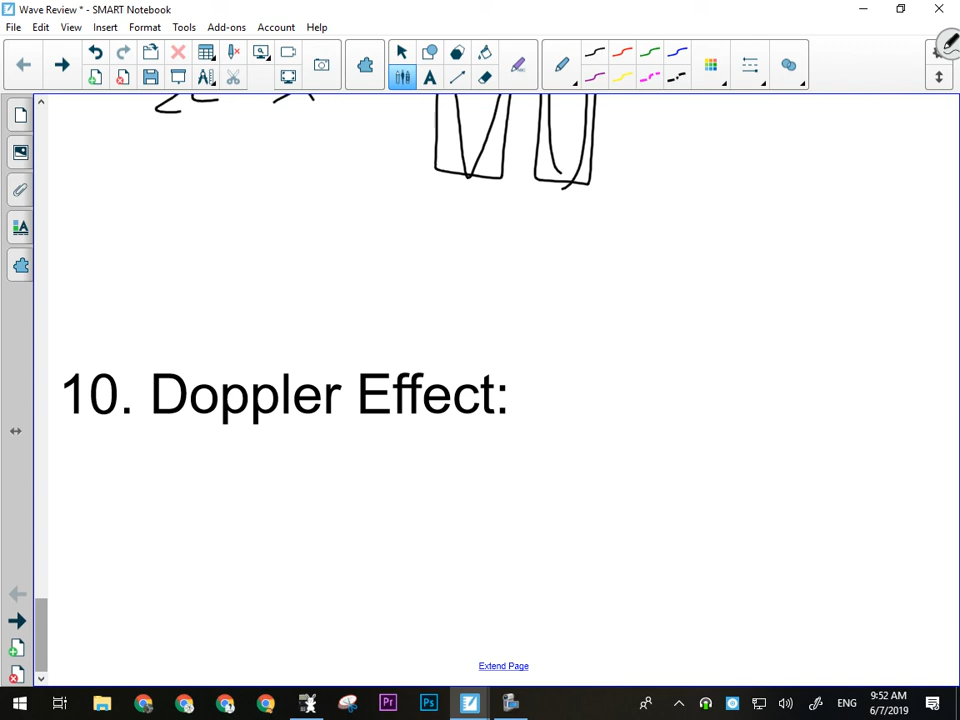 Wave Review * - SMART Notebook
File Edit View Insert Format Tools Add-ons Account Help
10. Doppler Effect:
Extend Page
ENG
9:52 AM
6/7/2019